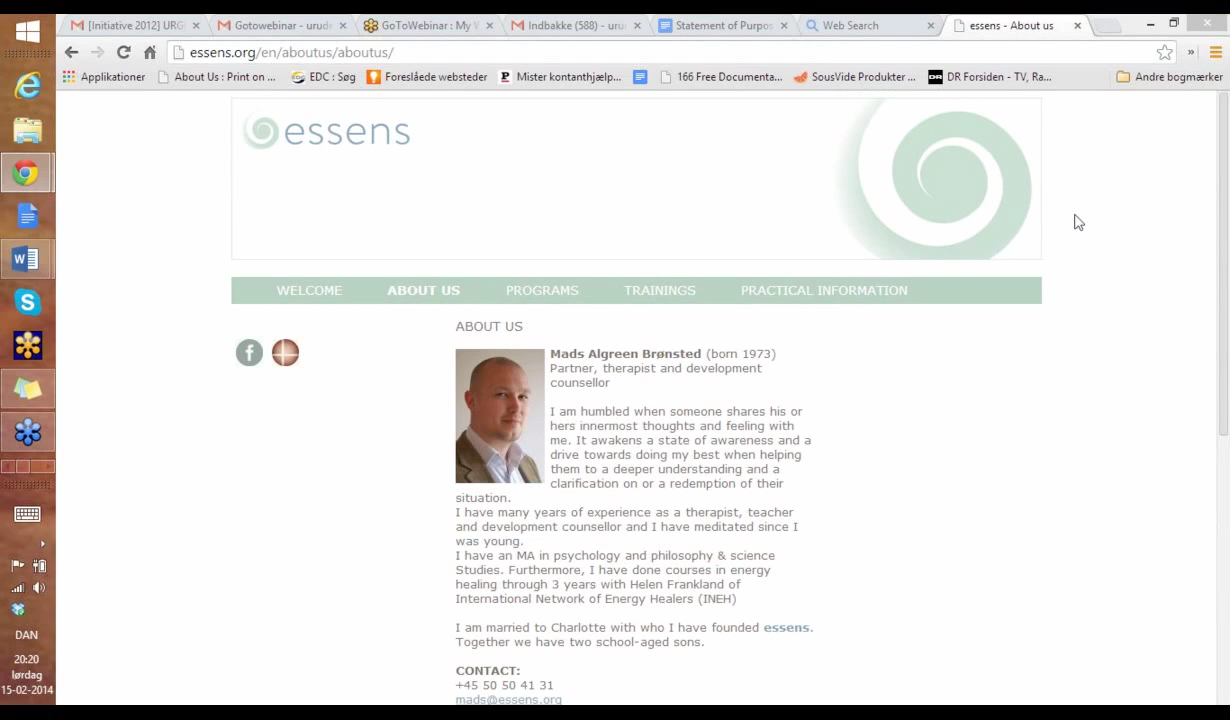 [Initiative 2012] URG
Gotowebinar - urude
GoToWebinar : My W
Indbakke (588) - uru
Statement of Purpos
Web Search
essens - About us
essens.org/en/aboutus/aboutus/
Applikationer
About Us : Print on ...
EDC : Søg
Foreslåede websteder
Mister kontanthjælp...
166 Free Documenta...
SousVide Produkter ...
DR Forsiden - TV, Ra...
Andre bogmærker
essens
WELCOME
ABOUT US
PROGRAMS
TRAININGS
PRACTICAL INFORMATION
ABOUT US
Mads Algreen Brønsted (born 1973)
Partner, therapist and development
counsellor
I am humbled when someone shares his or
hers innermost thoughts and feeling with
me. It awakens a state of awareness and a
drive towards doing my best when helping
them to a deeper understanding and a
clarification on or a redemption of their
situation.
I have many years of experience as a therapist, teacher
and development counsellor and I have meditated since I
was young.
I have an MA in psychology and philosophy & science
Studies. Furthermore, I have done courses in energy
healing through 3 years with Helen Frankland of
International Network of Energy Healers (INEH)
I am married to Charlotte with who I have founded essens.
Together we have two school-aged sons.
CONTACT:
+45 50 50 41 31
mads@essens.org
DAN
20:20
lørdag
15-02-2014